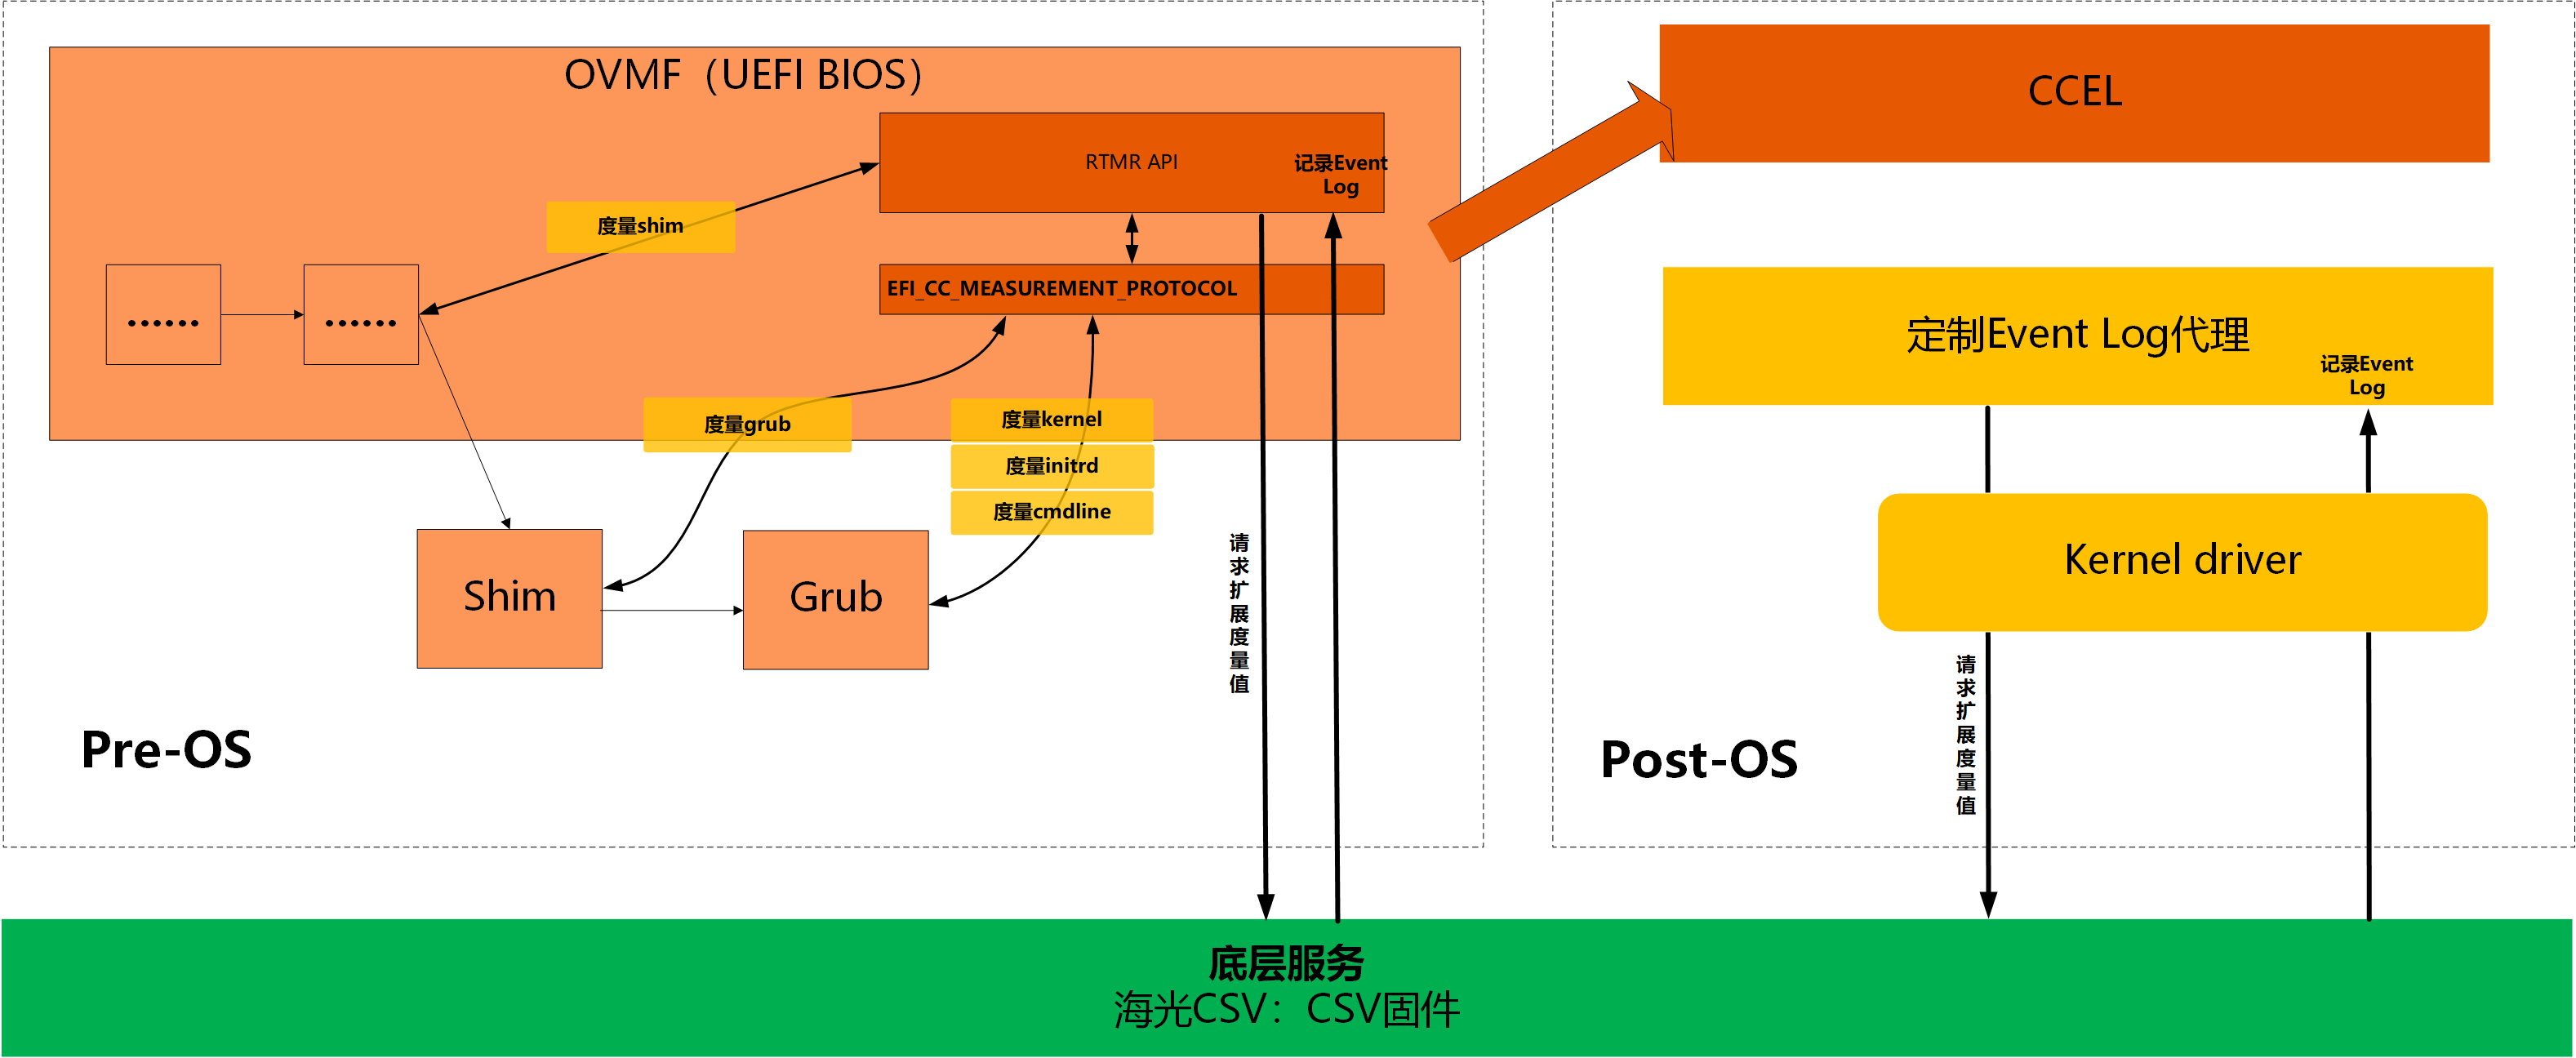 OVMF（UEFI BIOS）
RTMR API
记录Event
Log
度量shim
EFI_CC_MEASUREMENT_PROTOCOL
......
......
度量grub
度量kernel
度量initrd
度量cmdline
Shim
Grub
请求扩展度量值
Pre-OS
CCEL
定制Event Log代理
记录Event
Log
Kernel driver
请求扩展度量值
Post-OS
底层服务
海光CSV：CSV固件